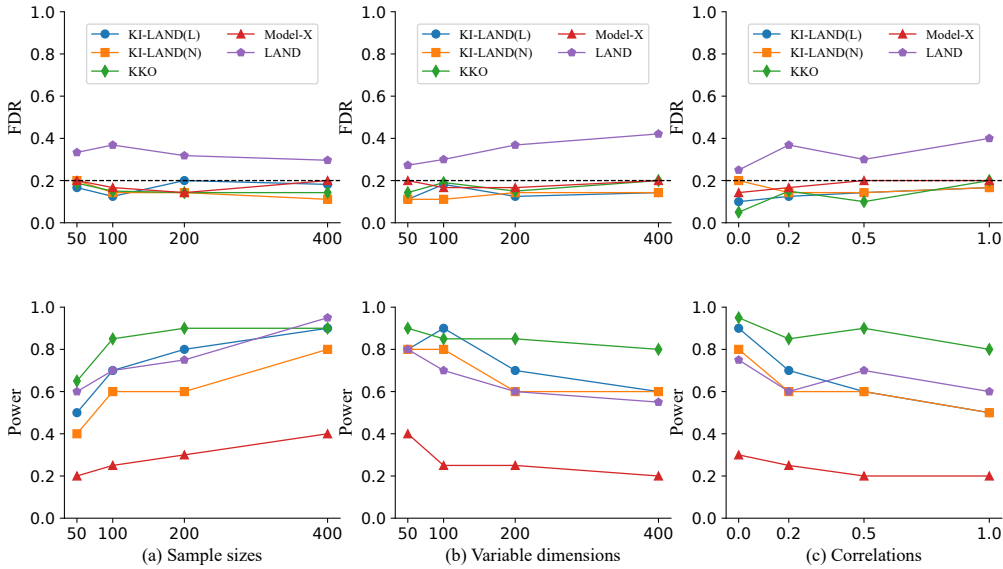 1.0
0.8
0.6
0.4
0.2
0.0
FDR
KI-LAND(L)
KI-LAND(N)
KKO
Model-X
LAND
50 100 200 400
1.0
0.8
0.6
0.4
0.2
0.0
FDR
KI-LAND(L)
KI-LAND(N)
KKO
Model-X
LAND
50 100 200 400
1.0
0.8
0.6
0.4
0.2
0.0
FDR
KI-LAND(L)
KI-LAND(N)
KKO
Model-X
LAND
0.0 0.2 0.5 1.0
1.0
0.8
0.6
0.4
0.2
0.0
Power
50 100 200 400
(a) Sample sizes
1.0
0.8
0.6
0.4
0.2
0.0
Power
50 100 200 400
(b) Variable dimensions
1.0
0.8
0.6
0.4
0.2
0.0
Power
0.0 0.2 0.5 1.0
(c) Correlations